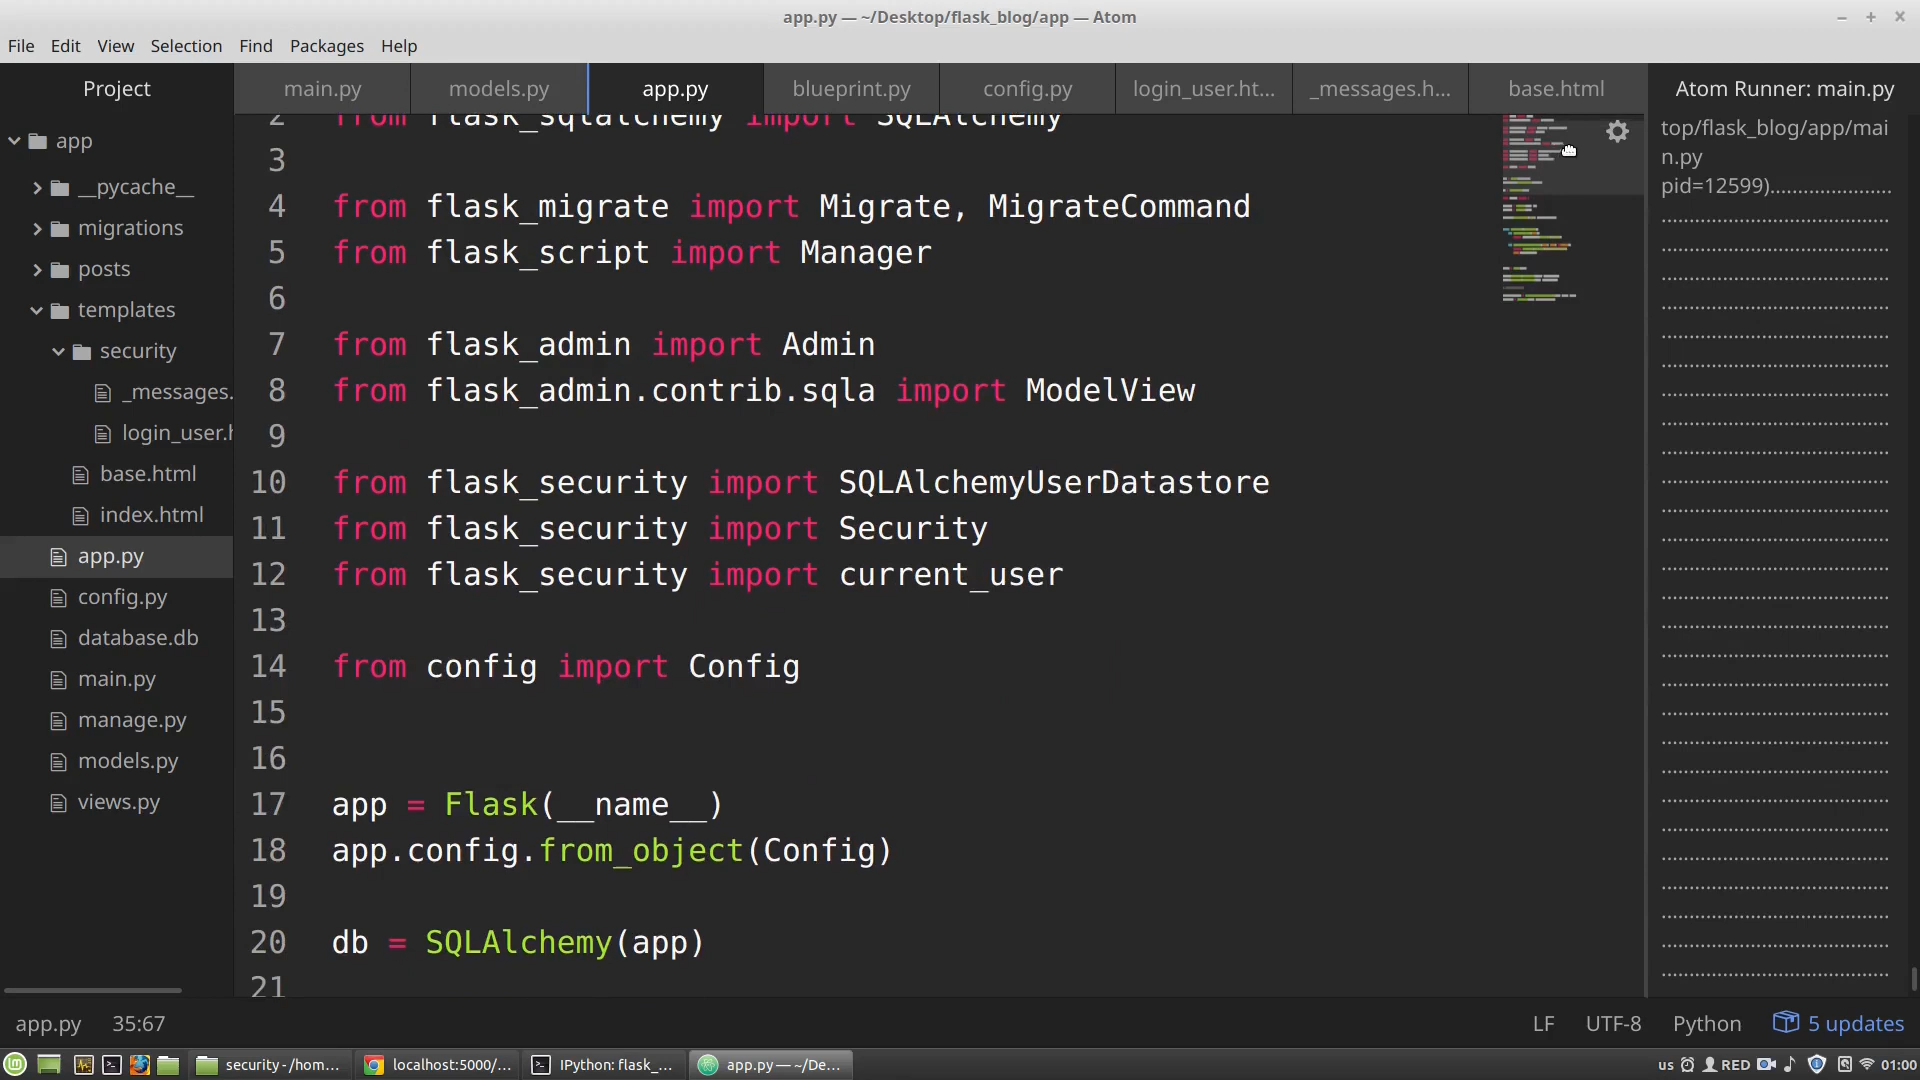 app.py — ~/Desktop/flask_blog/app — Atom
File Edit View Selection Find Packages Help
Project
main.py models.py app.py blueprint.py config.py login_user.ht... _messages.h... base.html
Atom Runner: main.py
app
__pycache__
migrations
posts
templates
security
_messages.
login_user.h
base.html
index.html
app.py
config.py
database.db
main.py
manage.py
models.py
views.py
2 from flask_sqlalchemy import SQLAlchemy
3
4 from flask_migrate import Migrate, MigrateCommand
5 from flask_script import Manager
6
7 from flask_admin import Admin
8 from flask_admin.contrib.sqla import ModelView
9
10 from flask_security import SQLAlchemyUserDatastore
11 from flask_security import Security
12 from flask_security import current_user
13
14 from config import Config
15
16
17 app = Flask(__name__)
18 app.config.from_object(Config)
19
20 db = SQLAlchemy(app)
21
top/flask_blog/app/mai
n.py
pid=12599)......................
app.py 35:67
LF UTF-8 Python 5 updates
security - /hom... localhost:5000/... IPython: flask_... app.py — ~/De...
us RED 01:00